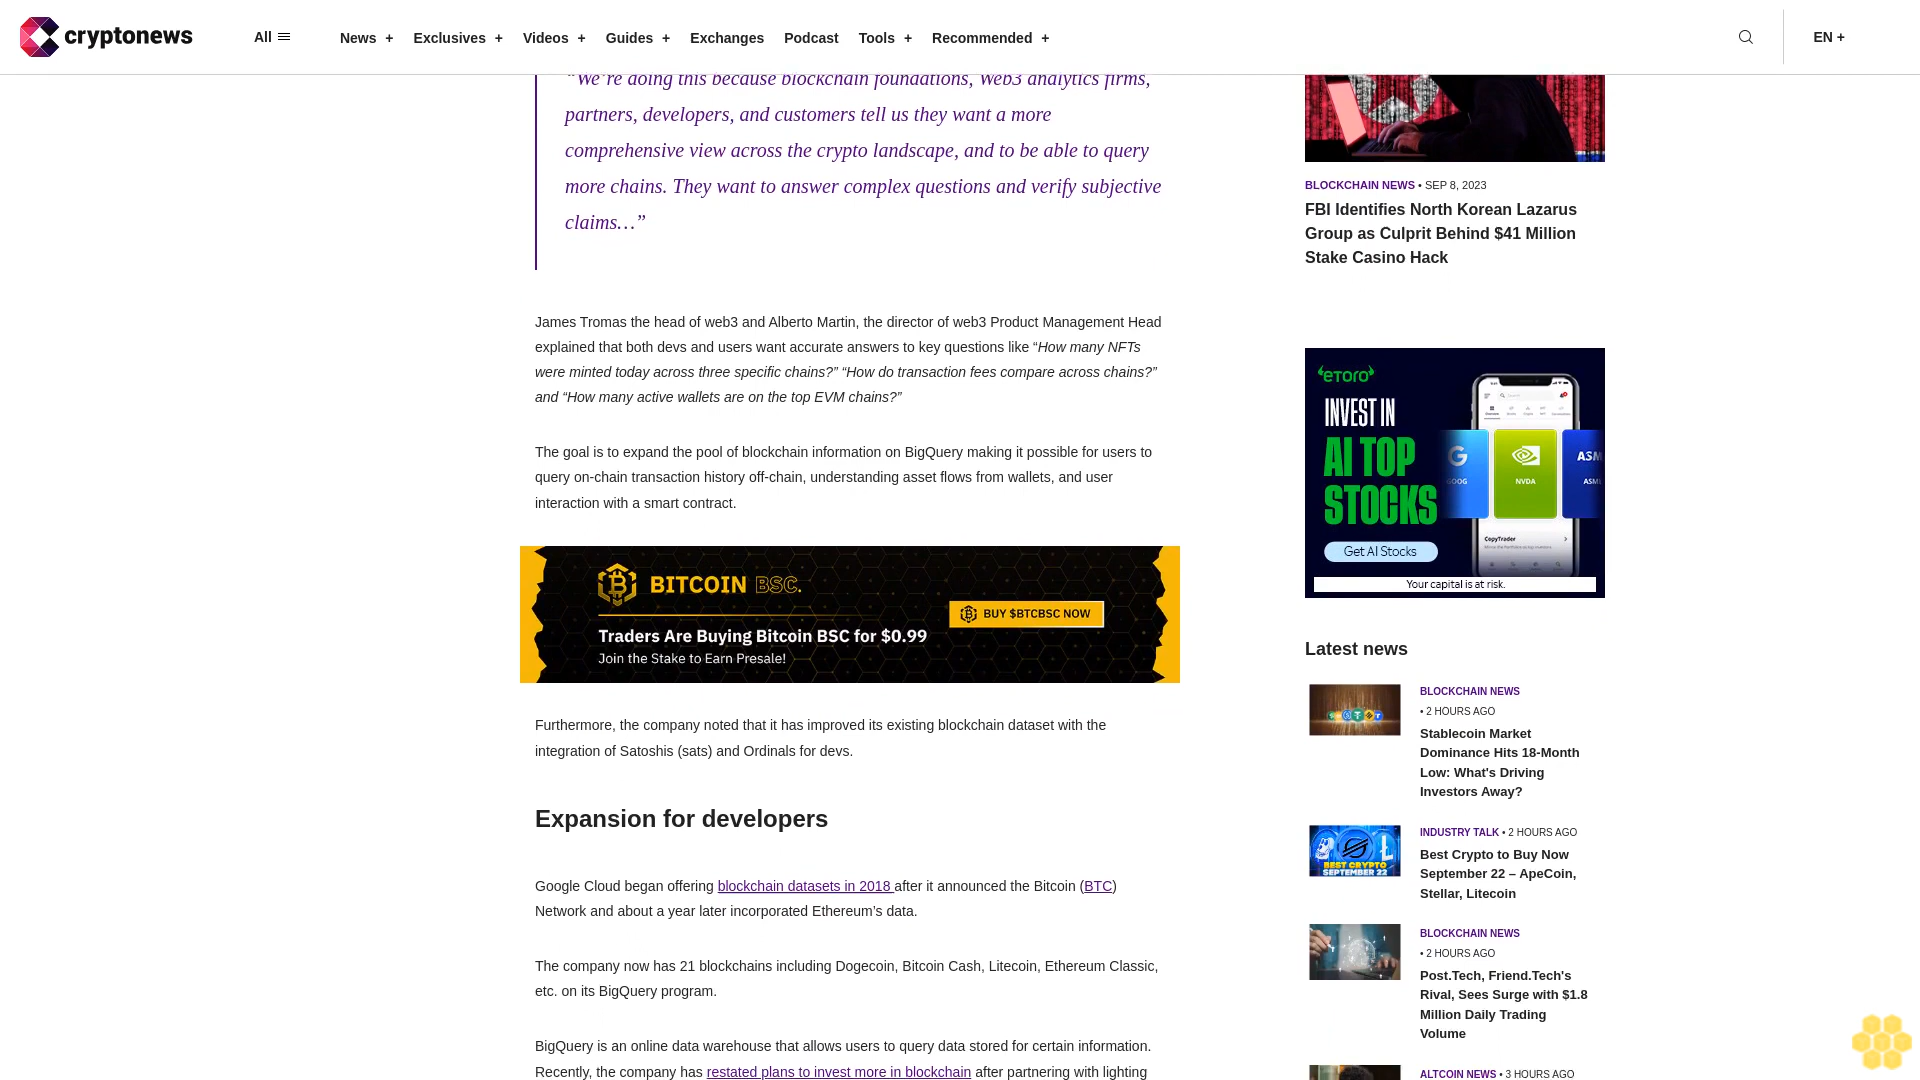 cryptonews
All
News +
Exclusives +
Videos +
Guides +
Exchanges
Podcast
Tools +
Recommended +
EN +
“We’re doing this because blockchain foundations, Web3 analytics firms,
partners, developers, and customers tell us they want a more
comprehensive view across the crypto landscape, and to be able to query
more chains. They want to answer complex questions and verify subjective
claims…”
James Tromas the head of web3 and Alberto Martin, the director of web3 Product Management Head
explained that both devs and users want accurate answers to key questions like “How many NFTs
were minted today across three specific chains?” “How do transaction fees compare across chains?”
and “How many active wallets are on the top EVM chains?”
The goal is to expand the pool of blockchain information on BigQuery making it possible for users to
query on-chain transaction history off-chain, understanding asset flows from wallets, and user
interaction with a smart contract.
BITCOIN BSC.
Traders Are Buying Bitcoin BSC for $0.99
Join the Stake to Earn Presale!
BUY $BTCBSC NOW
Furthermore, the company noted that it has improved its existing blockchain dataset with the
integration of Satoshis (sats) and Ordinals for devs.
Expansion for developers
Google Cloud began offering blockchain datasets in 2018 after it announced the Bitcoin (BTC)
Network and about a year later incorporated Ethereum’s data.
The company now has 21 blockchains including Dogecoin, Bitcoin Cash, Litecoin, Ethereum Classic,
etc. on its BigQuery program.
BigQuery is an online data warehouse that allows users to query data stored for certain information.
Recently, the company has restated plans to invest more in blockchain after partnering with lighting
BLOCKCHAIN NEWS • SEP 8, 2023
FBI Identifies North Korean Lazarus
Group as Culprit Behind $41 Million
Stake Casino Hack
eToro
INVEST IN
AI TOP
STOCKS
Get AI Stocks
GOOG
NVDA
ASM
ASML
CopyTrader
Your capital is at risk.
Latest news
BLOCKCHAIN NEWS
• 2 HOURS AGO
Stablecoin Market
Dominance Hits 18-Month
Low: What's Driving
Investors Away?
BEST CRYPTO
SEPTEMBER 22
INDUSTRY TALK • 2 HOURS AGO
Best Crypto to Buy Now
September 22 – ApeCoin,
Stellar, Litecoin
BLOCKCHAIN NEWS
• 2 HOURS AGO
Post.Tech, Friend.Tech's
Rival, Sees Surge with $1.8
Million Daily Trading
Volume
ALTCOIN NEWS • 3 HOURS AGO